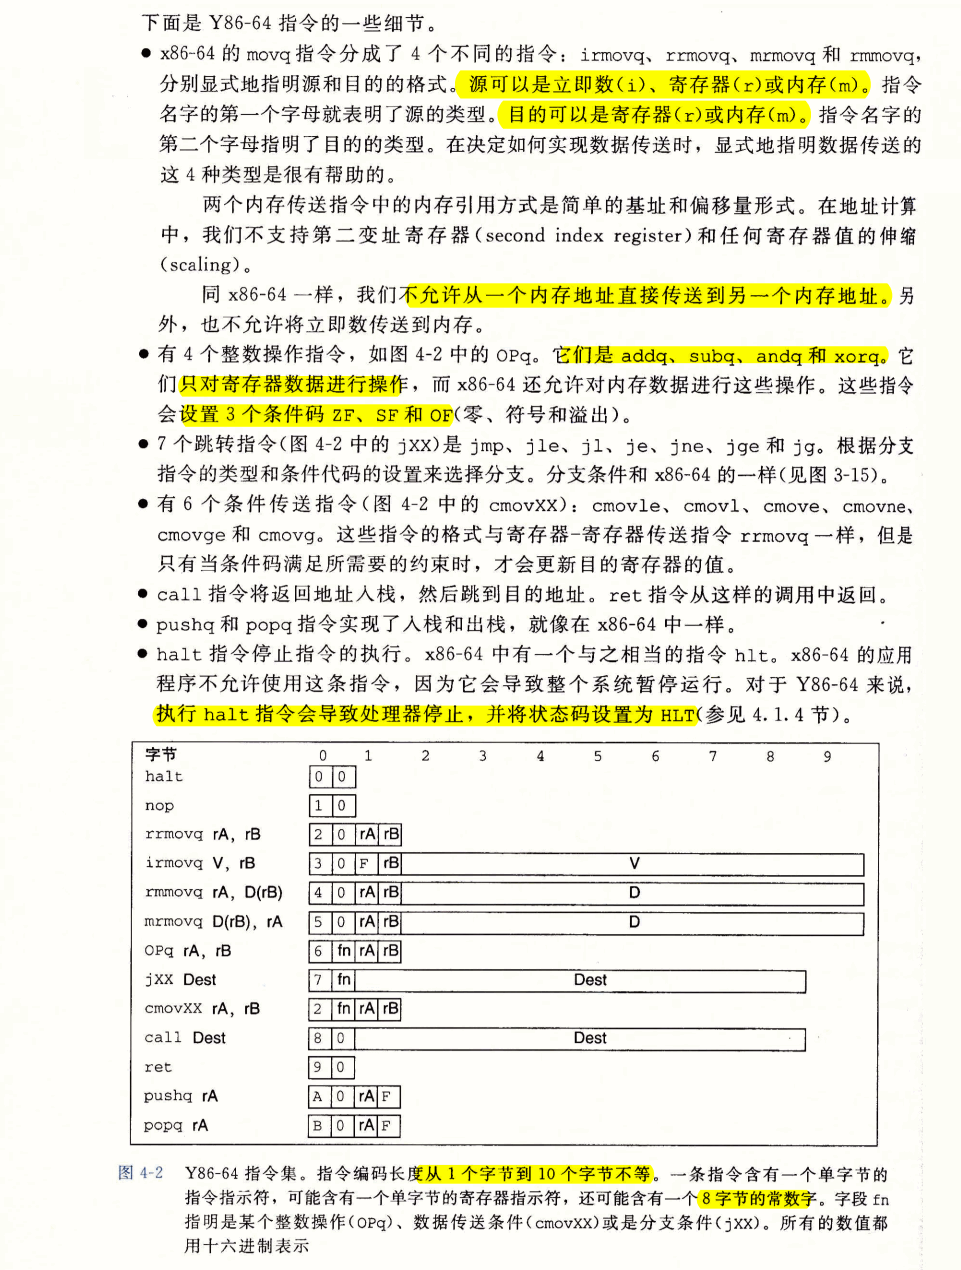 下面是 Y86-64 指令的一些细节。
● x86-64 的 movq 指令分成了 4 个不同的指令：irmovq、rrmovq、mrmovq 和 rmmovq，
分别显式地指明源和目的的格式。源可以是立即数(i)、寄存器(r)或内存(m)。指令
名字的第一个字母就表明了源的类型。目的可以是寄存器(r)或内存(m)。指令名字的
第二个字母指明了目的的类型。在决定如何实现数据传送时，显式地指明数据传送的
这 4 种类型是很有帮助的。
两个内存传送指令中的内存引用方式是简单的基址和偏移量形式。在地址计算
中，我们不支持第二变址寄存器(second index register)和任何寄存器值的伸缩
(scaling)。
同 x86-64 一样，我们不允许从一个内存地址直接传送到另一个内存地址。另
外，也不允许将立即数传送到内存。
● 有 4 个整数操作指令，如图 4-2 中的 OPq。它们是 addq、subq、andq 和 xorq。它
们只对寄存器数据进行操作，而 x86-64 还允许对内存数据进行这些操作。这些指令
会设置 3 个条件码 ZF、SF 和 OF(零、符号和溢出)。
● 7 个跳转指令(图 4-2 中的 jXX)是 jmp、jle、jl、je、jne、jge 和 jg。根据分支
指令的类型和条件代码的设置来选择分支。分支条件和 x86-64 的一样(见图 3-15)。
● 有 6 个条件传送指令(图 4-2 中的 cmovXX)：cmovle、cmovl、cmove、cmovne、
cmovge 和 cmovg。这些指令的格式与寄存器-寄存器传送指令 rrmovq 一样，但是
只有当条件码满足所需要的约束时，才会更新目的寄存器的值。
● call 指令将返回地址入栈，然后跳到目的地址。ret 指令从这样的调用中返回。
● pushq 和 popq 指令实现了入栈和出栈，就像在 x86-64 中一样。
● halt 指令停止指令的执行。x86-64 中有一个与之相当的指令 hlt。x86-64 的应用
程序不允许使用这条指令，因为它会导致整个系统暂停运行。对于 Y86-64 来说，
执行 halt 指令会导致处理器停止，并将状态码设置为 HLT(参见 4.1.4 节)。
字节 0 1 2 3 4 5 6 7 8 9
halt 0 0
nop 1 0
rrmovq rA, rB 2 0 rA rB
irmovq V, rB 3 0 F rB V
rmmovq rA, D(rB) 4 0 rA rB D
mrmovq D(rB), rA 5 0 rA rB D
OPq rA, rB 6 fn rA rB
jXX Dest 7 fn Dest
cmovXX rA, rB 2 fn rA rB
call Dest 8 0 Dest
ret 9 0
pushq rA A 0 rA F
popq rA B 0 rA F
图 4-2 Y86-64 指令集。指令编码长度从 1 个字节到 10 个字节不等。一条指令含有一个单字节的
指令指示符，可能含有一个单字节的寄存器指示符，还可能含有一个 8 字节的常数字。字段 fn
指明是某个整数操作(OPq)、数据传送条件(cmovXX)或是分支条件(jXX)。所有的数值都
用十六进制表示